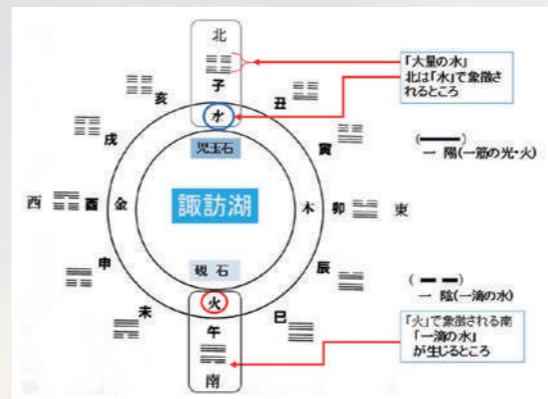 北
子
水
児玉石
亥
戌
西
酉
金
申
未
諏訪湖
丑
寅
木
卯
東
辰
巳
硯石
火
午
南
「大量の水」
北は「水」で象徴さ
れるところ
一 陽(一筋の光・火)
一 陰(一滴の水)
「火」で象徴される南
「一滴の水」
が生じるところ